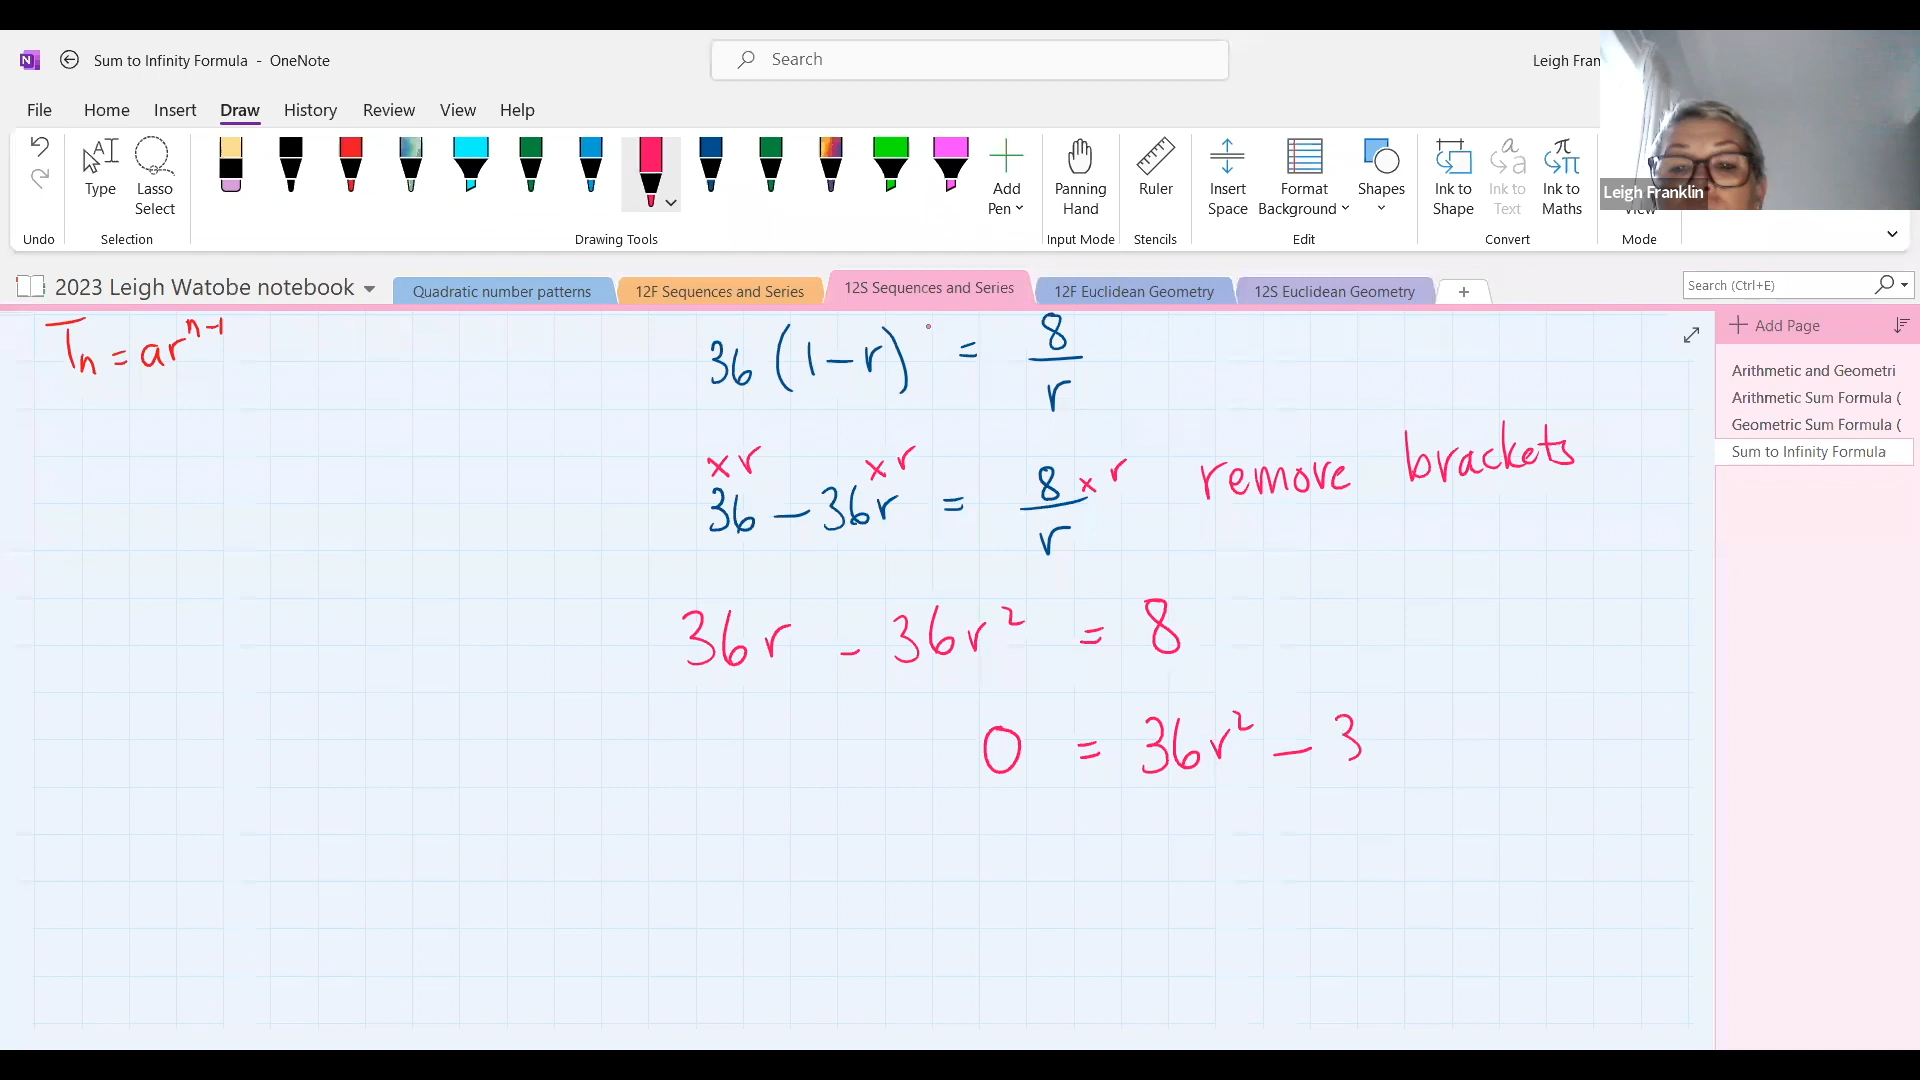 Sum to Infinity Formula - OneNote
Search
Leigh Fran
File Home Insert Draw History Review View Help
Undo
Type
Lasso Select
Selection
Drawing Tools
Add Pen
Panning Hand
Input Mode
Ruler
Stencils
Insert Space
Format Background
Shapes
Edit
Ink to Shape
Ink to Text
Ink to Maths
Convert
Leigh Franklin
View
Mode
2023 Leigh Watobe notebook
Quadratic number patterns
12F Sequences and Series
12S Sequences and Series
12F Euclidean Geometry
12S Euclidean Geometry
+
Search (Ctrl+E)
Add Page
Arithmetic and Geometri
Arithmetic Sum Formula (
Geometric Sum Formula (
Sum to Infinity Formula
Tₙ = arⁿ⁻¹
36 (1 – r) = 8/r
xr xr x r
36 – 36r = 8/r remove brackets
36r - 36r² = 8
0 = 36r² – 3